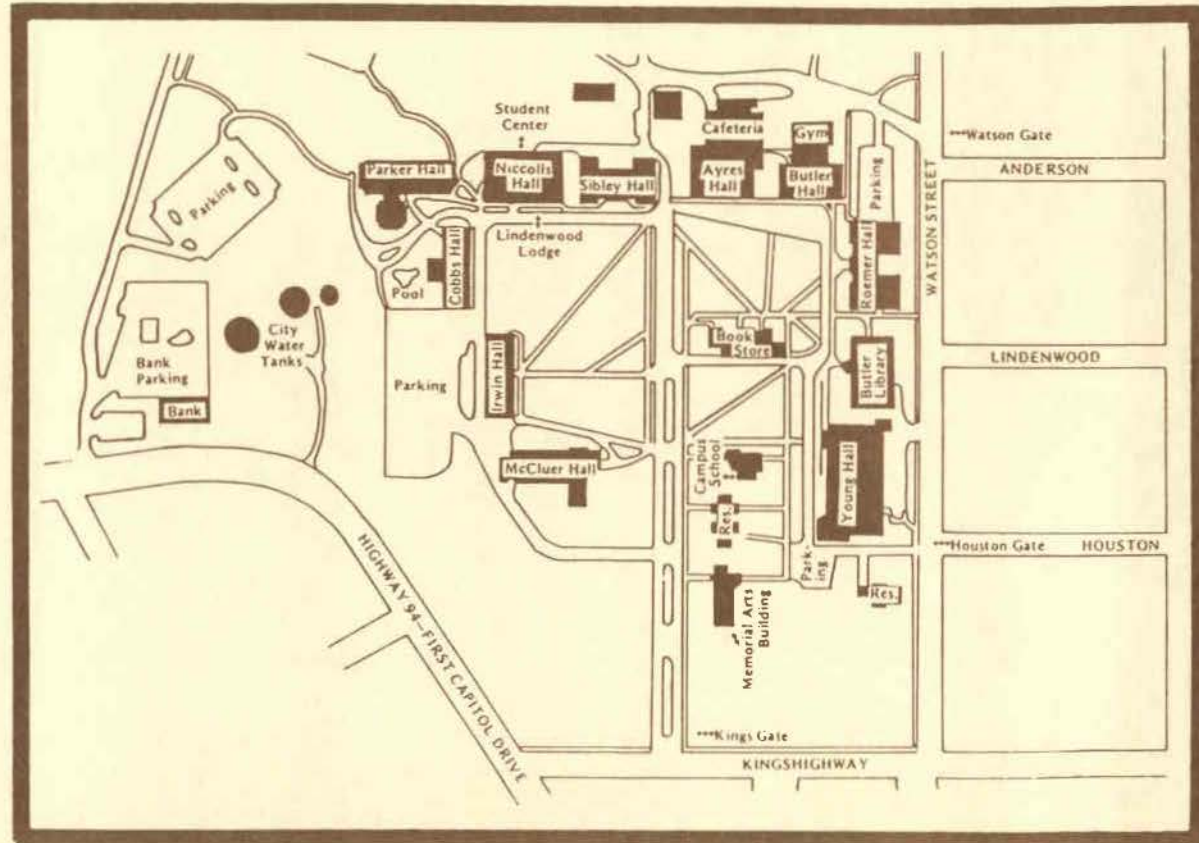 Student
Center
Parker Hall
Niccolls
Hall
Sibley Hall
Cafeteria
Ayres
Hall
Gym
Butler
Hall
Parking
***Watson Gate
ANDERSON
WATSON STREET
Parking
Lindenwood
Lodge
Cobbs Hall
Pool
Roemer Hall
City
Water
Tanks
Bank
Parking
Bank
Parking
Irwin Hall
Book
Store
Butler
Library
LINDENWOOD
McCluer Hall
Campus
School
Young Hall
Res.
HIGHWAY 94—FIRST CAPITOL DRIVE
Park-
ing
***Houston Gate
HOUSTON
Res.
Memorial Arts
Building
***Kings Gate
KINGSHIGHWAY